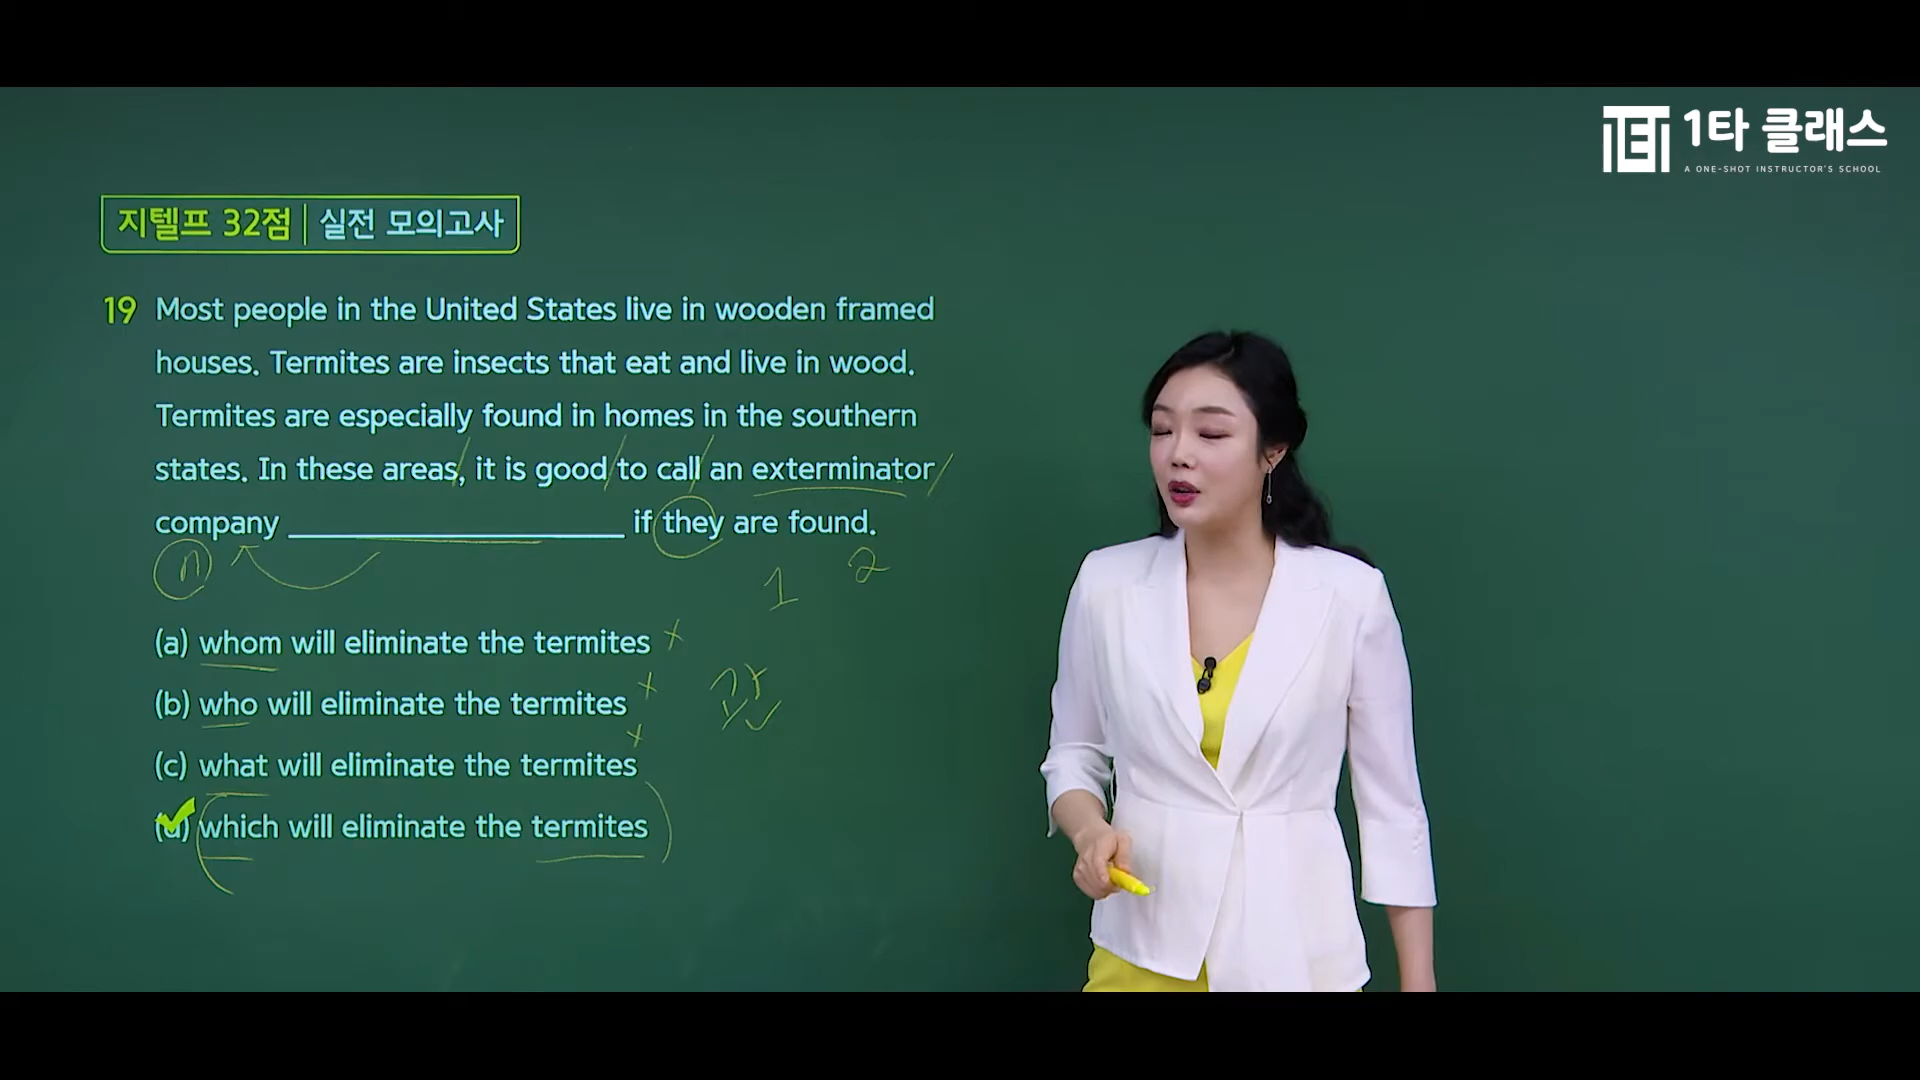 1타 클래스
A ONE-SHOT INSTRUCTOR'S SCHOOL
지텔프 32점 | 실전 모의고사
19 Most people in the United States live in wooden framed
houses. Termites are insects that eat and live in wood.
Termites are especially found in homes in the southern
states. In these areas, it is good to call an exterminator
company ____________________ if they are found.
n
1 2
(a) whom will eliminate the termites
(b) who will eliminate the termites
(c) what will eliminate the termites
(d) which will eliminate the termites